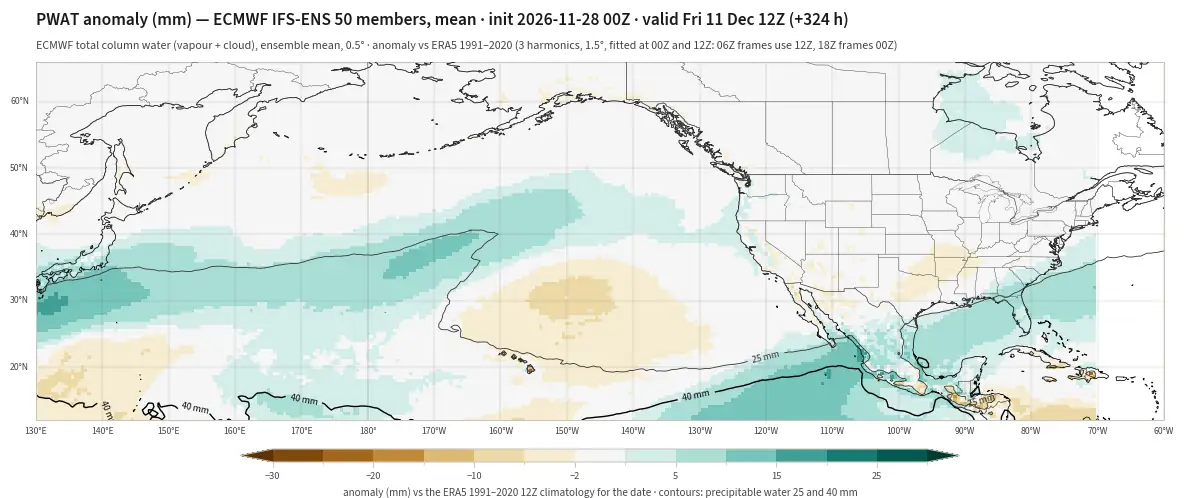 PWAT anomaly (mm) — ECMWF IFS-ENS 50 members, mean · init 2026-11-28 00Z · valid Fri 11 Dec 12Z (+324 h)
ECMWF total column water (vapour + cloud), ensemble mean, 0.5° · anomaly vs ERA5 1991–2020 (3 harmonics, 1.5°, fitted at 00Z and 12Z: 06Z frames use 12Z, 18Z frames 00Z)
60°N
50°N
40°N
30°N
20°N
25 mm
40 mm
40 m
40 mm
40 mm
25 mm
130°E 140°E 150°E 160°E 170°E 180° 170°W 160°W 150°W 140°W 130°W 120°W 110°W 100°W 90°W 80°W 70°W 60°W
−30 −20 −10 −2 5 15 25
anomaly (mm) vs the ERA5 1991–2020 12Z climatology for the date · contours: precipitable water 25 and 40 mm